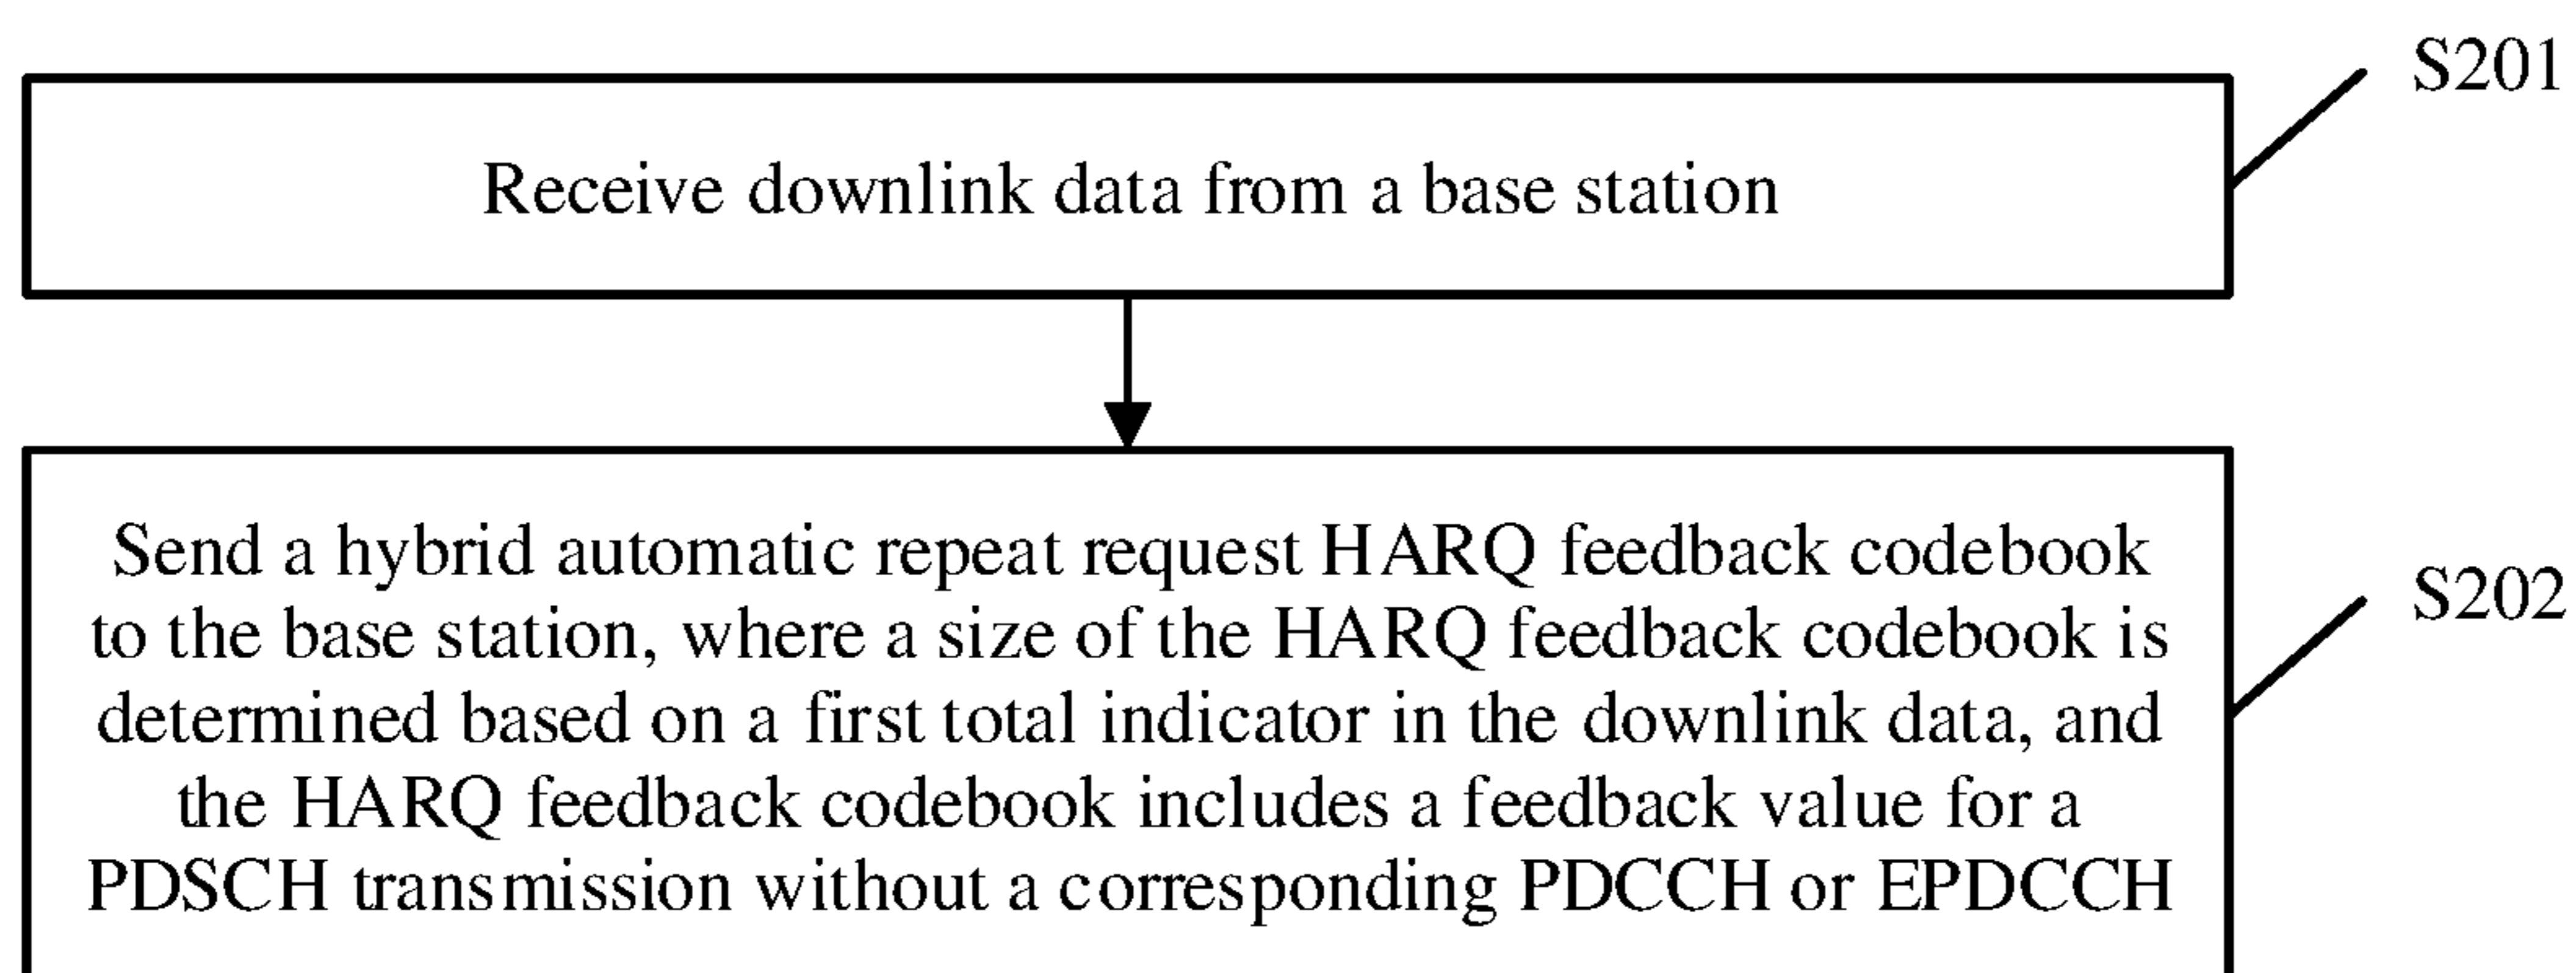 S201
Receive downlink data from a base station
Send a hybrid automatic repeat request HARQ feedback codebook
to the base station, where a size of the HARQ feedback codebook is
determined based on a first total indicator in the downlink data, and
the HARQ feedback codebook includes a feedback value for a
PDSCH transmission without a corresponding PDCCH or EPDCCH
S202